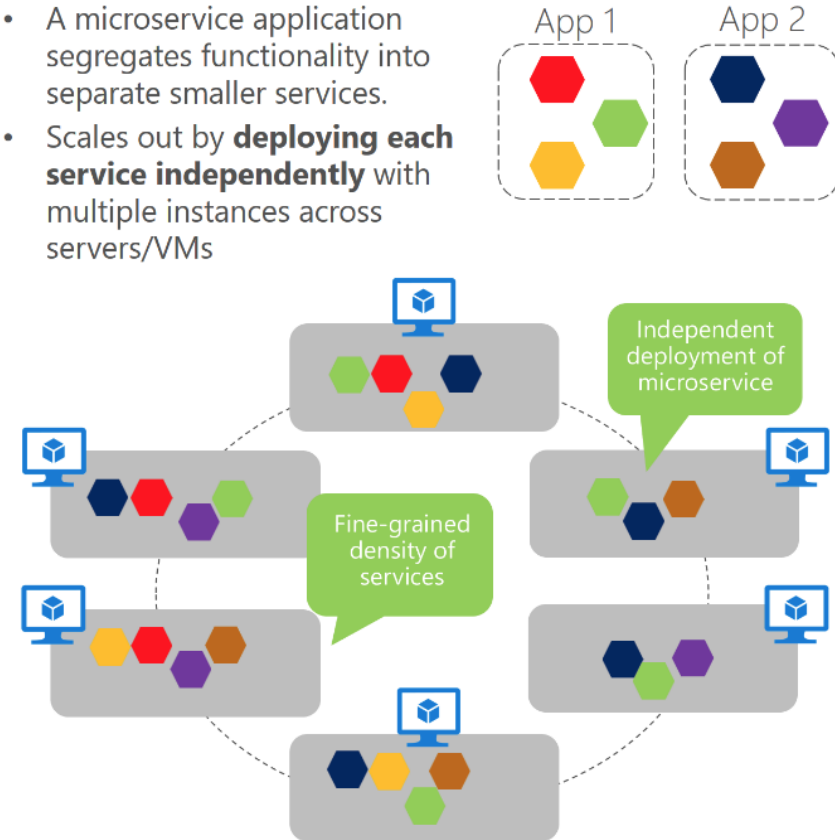 • A microservice application
segregates functionality into
separate smaller services.
• Scales out by deploying each
service independently with
multiple instances across
servers/VMs
App 1
App 2
Independent
deployment of
microservice
Fine-grained
density of
services